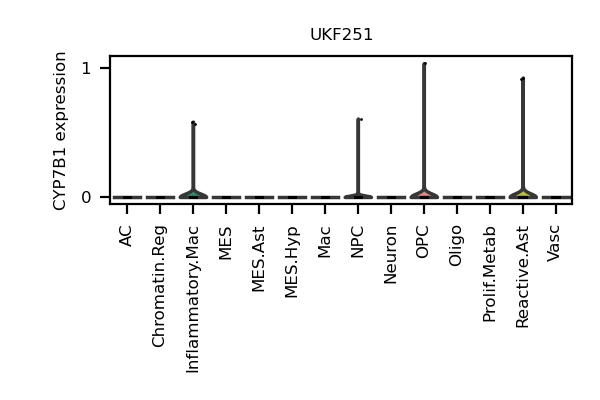 UKF251
CYP7B1 expression
1
0
AC
Chromatin.Reg
Inflammatory.Mac
MES
MES.Ast
MES.Hyp
Mac
NPC
Neuron
OPC
Oligo
Prolif.Metab
Reactive.Ast
Vasc